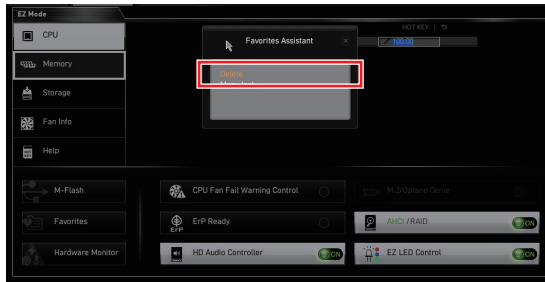 EZ Mode
HOT KEY |
CPU
Favorites Assistant ×
100.00
Memory
Delete
Storage
Fan Info
Help
M-Flash
CPU Fan Fail Warning Control
M.2/Optane Genie
Favorites
ErP
ErP Ready
AHCI / RAID
ON
Hardware Monitor
HD Audio Controller
ON
EZ LED Control
ON